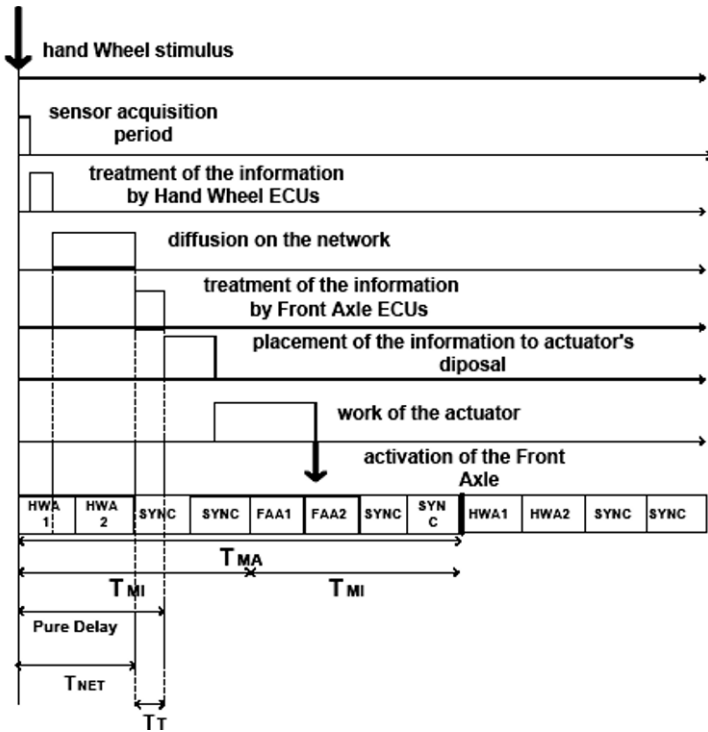 hand Wheel stimulus
sensor acquisition
period
treatment of the information
by Hand Wheel ECUs
diffusion on the network
treatment of the information
by Front Axle ECUs
placement of the information to actuator's
diposal
work of the actuator
activation of the Front
Axle
HWA
1
HWA
2
SYNC
SYNC
FAA1
FAA2
SYNC
SYN
C
HWA1
HWA2
SYNC
SYNC
TMA
TMI
TMI
Pure Delay
TNET
TT